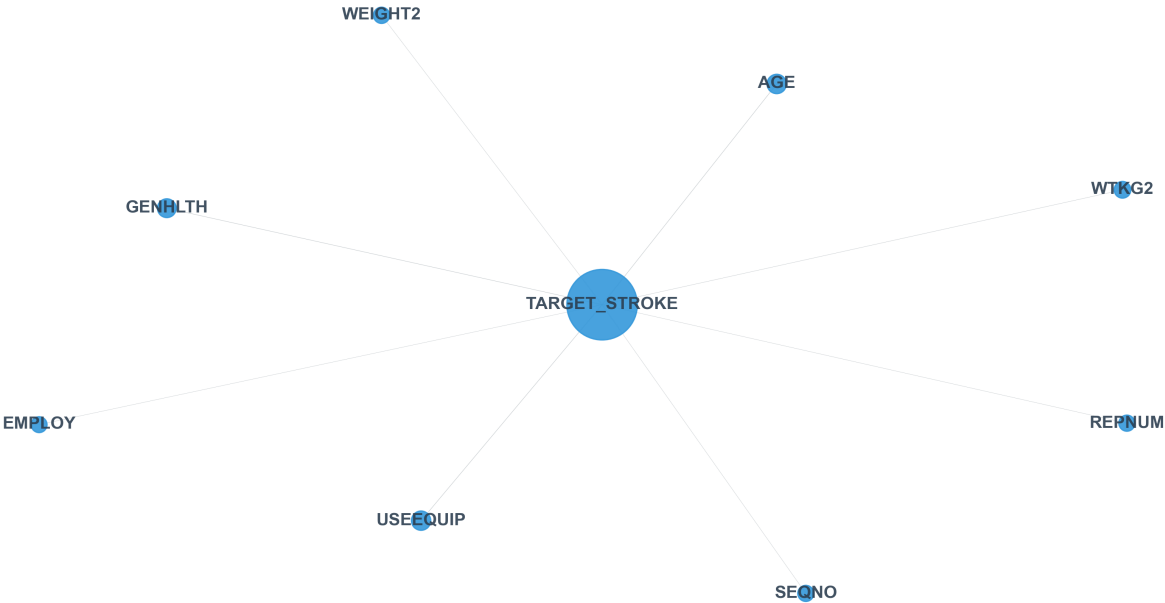 WEIGHT2
AGE
WTKG2
GENHLTH
TARGET_STROKE
EMPLOY
REPNUM
USEEQUIP
SEQNO